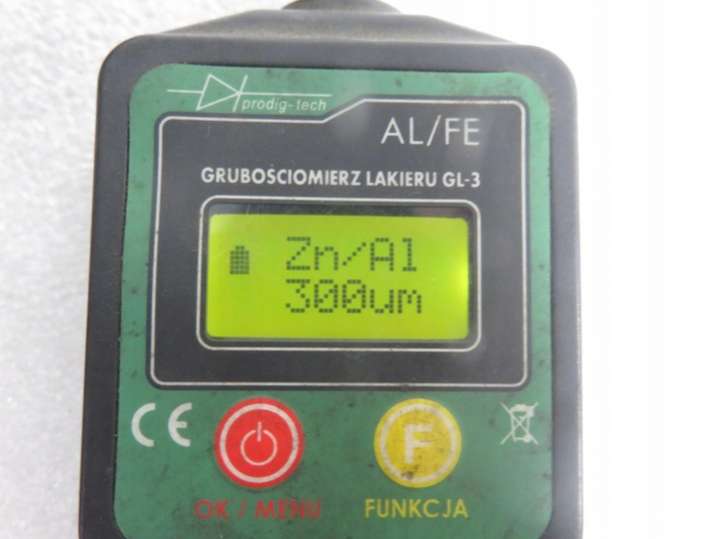 prodig-tech
AL/FE
GRUBOŚCIOMIERZ LAKIERU GL-3
Zn/Al
300um
CE
F
OK / MENU FUNKCJA